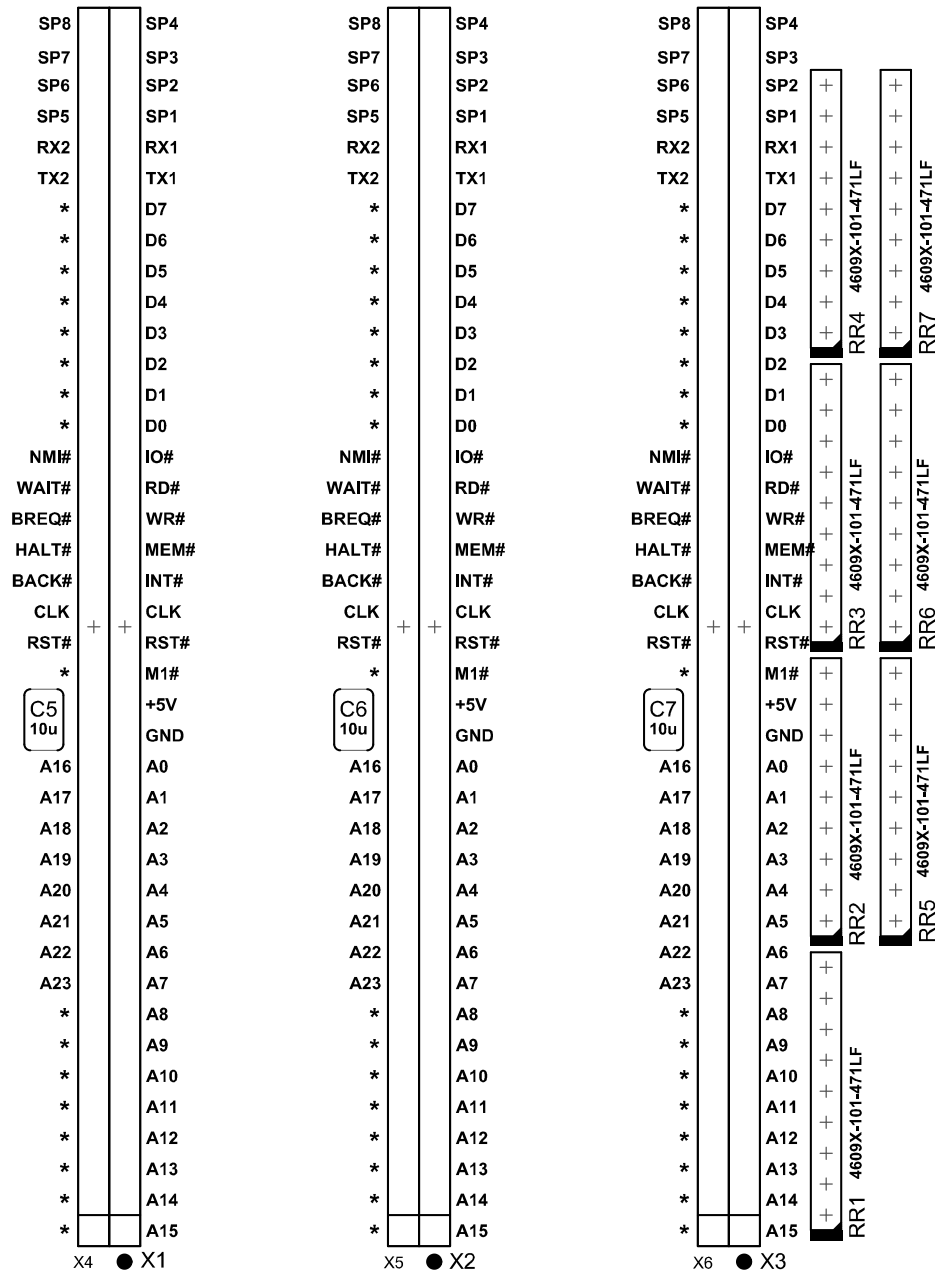 SP8 SP4 SP8 SP4 SP8 SP4
SP7 SP3 SP7 SP3 SP7 SP3
SP6 SP2 SP6 SP2 SP6 SP2
SP5 SP1 SP5 SP1 SP5 SP1
RX2 RX1 RX2 RX1 RX2 RX1
TX2 TX1 TX2 TX1 TX2 TX1
* D7 * D7 * D7
* D6 * D6 * D6
* D5 * D5 * D5
* D4 * D4 * D4
* D3 * D3 * D3
* D2 * D2 * D2
* D1 * D1 * D1
* D0 * D0 * D0
NMI# IO# NMI# IO# NMI# IO#
WAIT# RD# WAIT# RD# WAIT# RD#
BREQ# WR# BREQ# WR# BREQ# WR#
HALT# MEM# HALT# MEM# HALT# MEM#
BACK# INT# BACK# INT# BACK# INT#
CLK CLK CLK CLK CLK CLK
RST# RST# RST# RST# RST# RST#
* M1# * M1# * M1#
C5 +5V C6 +5V C7 +5V
10u GND 10u GND 10u GND
A16 A0 A16 A0 A16 A0
A17 A1 A17 A1 A17 A1
A18 A2 A18 A2 A18 A2
A19 A3 A19 A3 A19 A3
A20 A4 A20 A4 A20 A4
A21 A5 A21 A5 A21 A5
A22 A6 A22 A6 A22 A6
A23 A7 A23 A7 A23 A7
* A8 * A8 * A8
* A9 * A9 * A9
* A10 * A10 * A10
* A11 * A11 * A11
* A12 * A12 * A12
* A13 * A13 * A13
* A14 * A14 * A14
* A15 * A15 * A15
X4 X1 X5 X2 X6 X3
RR4 4609X-101-471LF
RR7 4609X-101-471LF
RR3 4609X-101-471LF
RR6 4609X-101-471LF
RR2 4609X-101-471LF
RR5 4609X-101-471LF
RR1 4609X-101-471LF